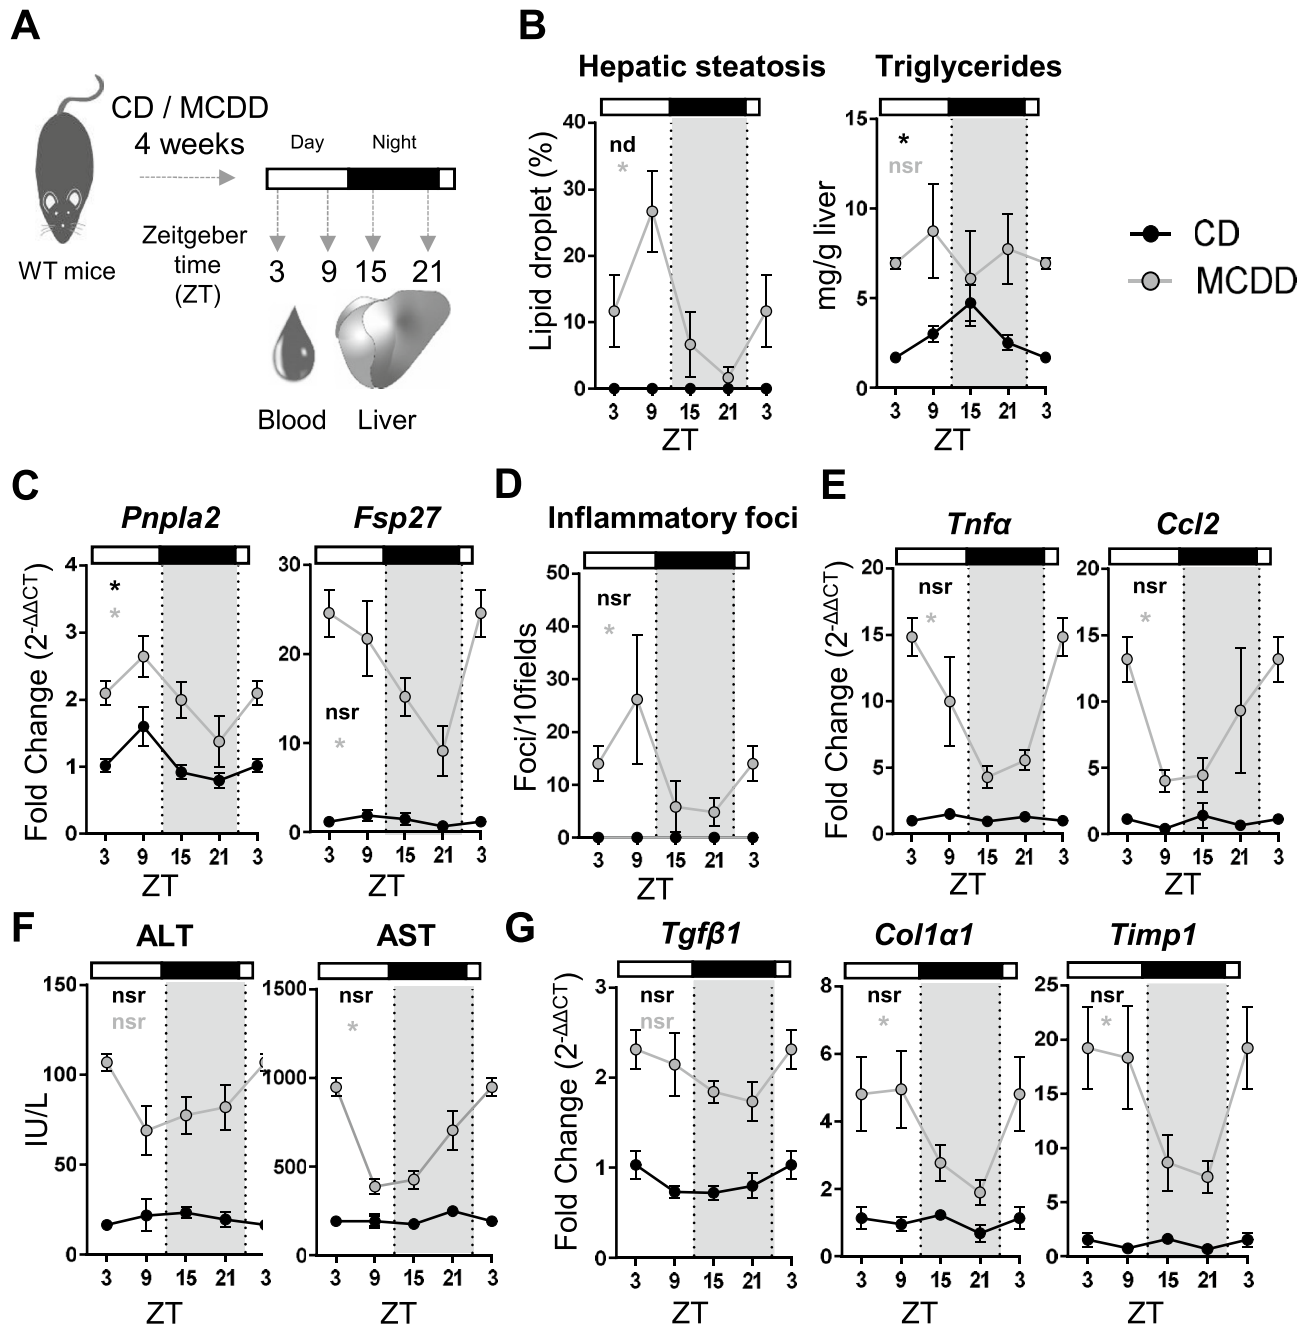 A
CD / MCDD
4 weeks
WT mice
Day
Night
Zeitgeber
time
(ZT)
3
9
15
21
Blood
Liver
B
Hepatic steatosis
Lipid droplet (%)
40
30
20
10
0
nd
*
3
9
15
21
3
ZT
Triglycerides
mg/g liver
15
10
5
0
*
nsr
3
9
15
21
3
ZT
CD
MCDD
C
Pnpla2
Fold Change (2-ΔΔCT)
4
3
2
1
0
*
*
3
9
15
21
3
ZT
Fsp27
30
20
10
0
nsr
*
3
9
15
21
3
ZT
D
Inflammatory foci
Foci/10fields
50
40
30
20
10
0
nsr
*
3
9
15
21
3
ZT
E
Tnfα
Fold Change (2-ΔΔCT)
20
15
10
5
0
nsr
*
3
9
15
21
3
ZT
Ccl2
20
15
10
5
0
nsr
*
3
9
15
21
3
ZT
F
ALT
IU/L
150
100
50
0
nsr
nsr
3
9
15
21
3
ZT
AST
1500
1000
500
0
nsr
*
3
9
15
21
3
ZT
G
Tgfβ1
Fold Change (2-ΔΔCT)
3
2
1
0
nsr
nsr
3
9
15
21
3
ZT
Col1α1
8
6
4
2
0
nsr
*
3
9
15
21
3
ZT
Timp1
25
20
15
10
5
0
nsr
*
3
9
15
21
3
ZT